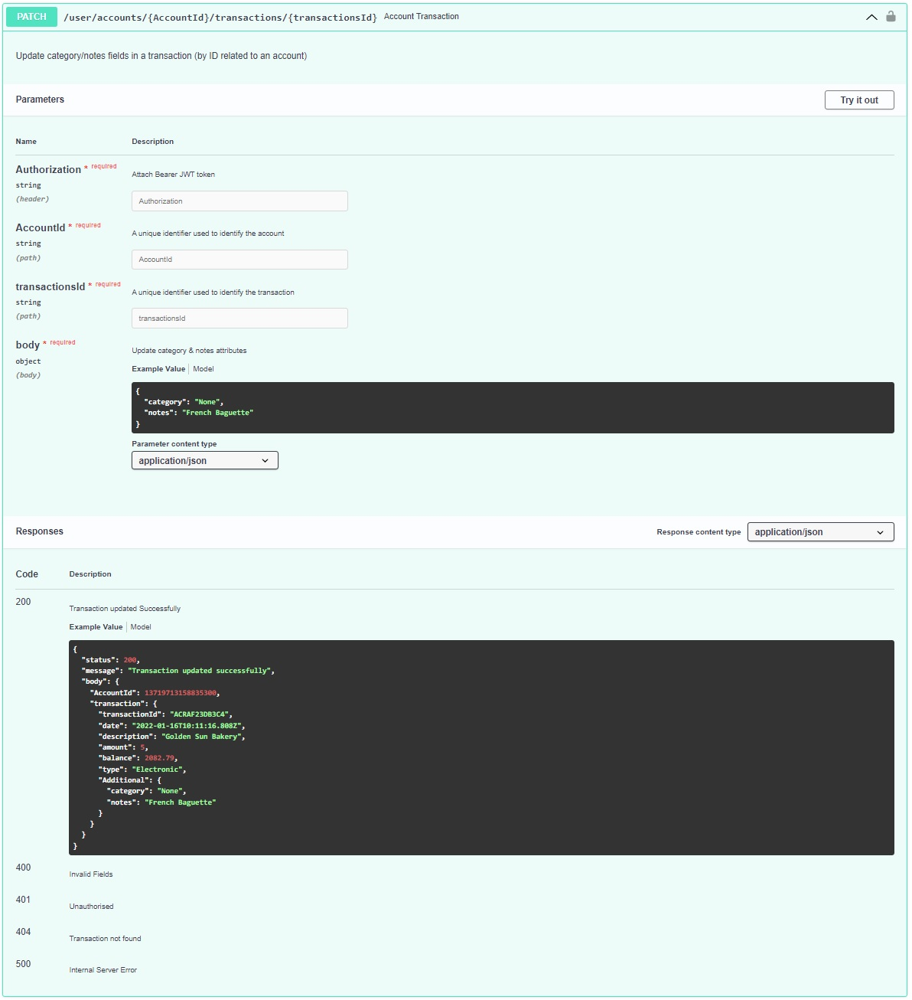 PATCH /user/accounts/{AccountId}/transactions/{transactionsId} Account Transaction
Update category/notes fields in a transaction (by ID related to an account)
Parameters
Try it out
Name Description
Authorization * required
string
(header)
Attach Bearer JWT token
Authorization
AccountId * required
string
(path)
A unique identifier used to identify the account
AccountId
transactionsId * required
string
(path)
A unique identifier used to identify the transaction
transactionsId
body * required
object
(body)
Update category & notes attributes
Example Value Model
{
"category": "None",
"notes": "French Baguette"
}
Parameter content type
application/json
Responses
Response content type application/json
Code Description
200
Transaction updated Successfully
Example Value Model
{
"status": 200,
"message": "Transaction updated successfully",
"body": {
"AccountId": 13719713158835300,
"transaction": {
"transactionId": "ACRAF23DB3C4",
"date": "2022-01-16T10:11:16.808Z",
"description": "Golden Sun Bakery",
"amount": 5,
"balance": 2082.79,
"type": "Electronic",
"Additional": {
"category": "None",
"notes": "French Baguette"
}
}
}
}
400
Invalid Fields
401
Unauthorised
404
Transaction not found
500
Internal Server Error